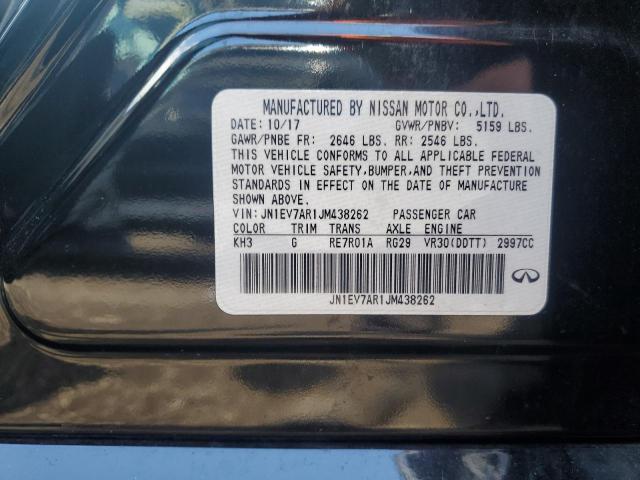 MANUFACTURED BY NISSAN MOTOR CO.,LTD.
DATE: 10/17 GVWR/PNBV: 5159 LBS.
GAWR/PNBE FR: 2646 LBS. RR: 2546 LBS.
THIS VEHICLE CONFORMS TO ALL APPLICABLE FEDERAL
MOTOR VEHICLE SAFETY,BUMPER,AND THEFT PREVENTION
STANDARDS IN EFFECT ON THE DATE OF MANUFACTURE
SHOWN ABOVE.
VIN: JN1EV7AR1JM438262 PASSENGER CAR
COLOR TRIM TRANS AXLE ENGINE
KH3 G RE7R01A RG29 VR30(DDTT) 2997CC
JN1EV7AR1JM438262